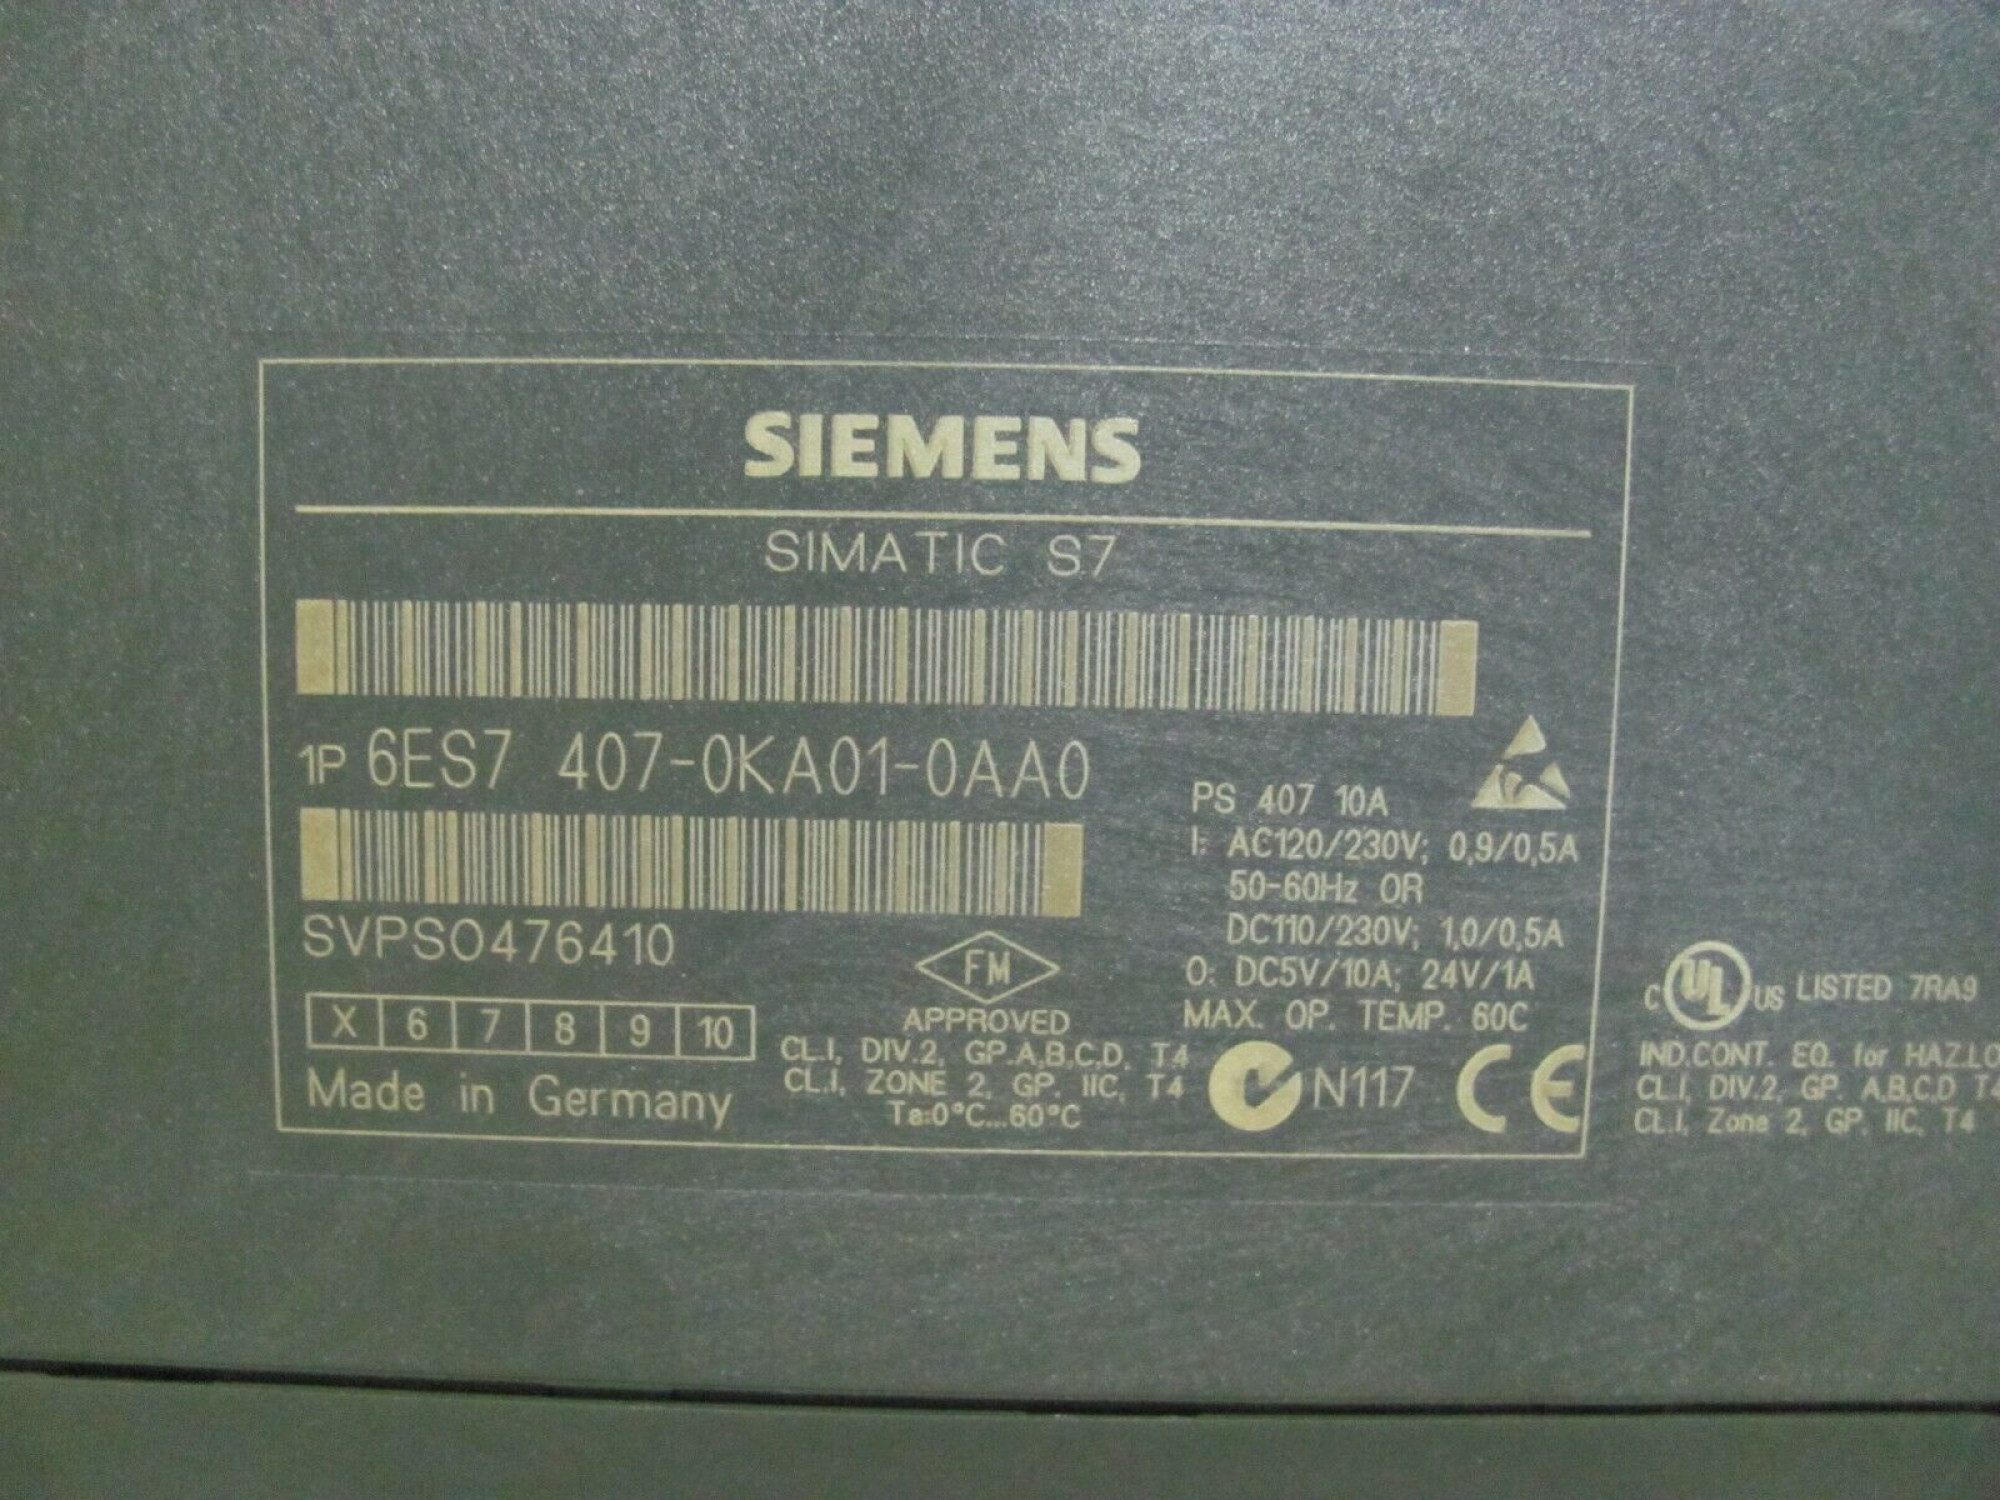 SIEMENS
SIMATIC S7
1P 6ES7 407-0KA01-0AA0
PS 407 10A
I: AC120/230V; 0,9/0,5A
50-60Hz OR
DC110/230V; 1,0/0,5A
O: DC5V/10A; 24V/1A
MAX. OP. TEMP. 60C
SVPS0476410
X 6 7 8 9 10
Made in Germany
FM
APPROVED
CL.I, DIV.2, GP.A,B,C,D, T4
CL.I, ZONE 2, GP. IIC, T4
Ta:0°C...60°C
N117 CE
C UL US LISTED 7RA9
IND.CONT. EQ. for HAZ.LO
CL.I, DIV.2, GP. A,B,C,D T4
CL.I, Zone 2, GP. IIC, T4